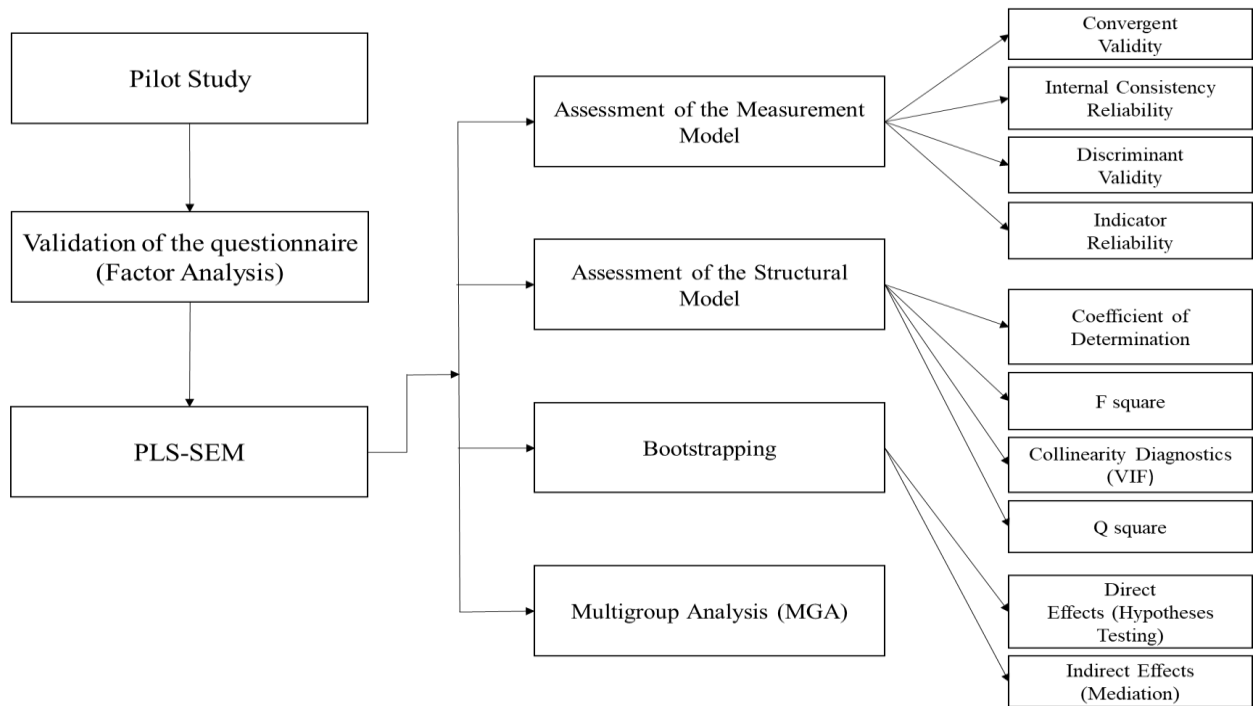 Pilot Study
Validation of the questionnaire
(Factor Analysis)
PLS-SEM
Assessment of the Measurement
Model
Assessment of the Structural
Model
Bootstrapping
Multigroup Analysis (MGA)
Convergent
Validity
Internal Consistency
Reliability
Discriminant
Validity
Indicator
Reliability
Coefficient of
Determination
F square
Collinearity Diagnostics
(VIF)
Q square
Direct
Effects (Hypotheses
Testing)
Indirect Effects
(Mediation)